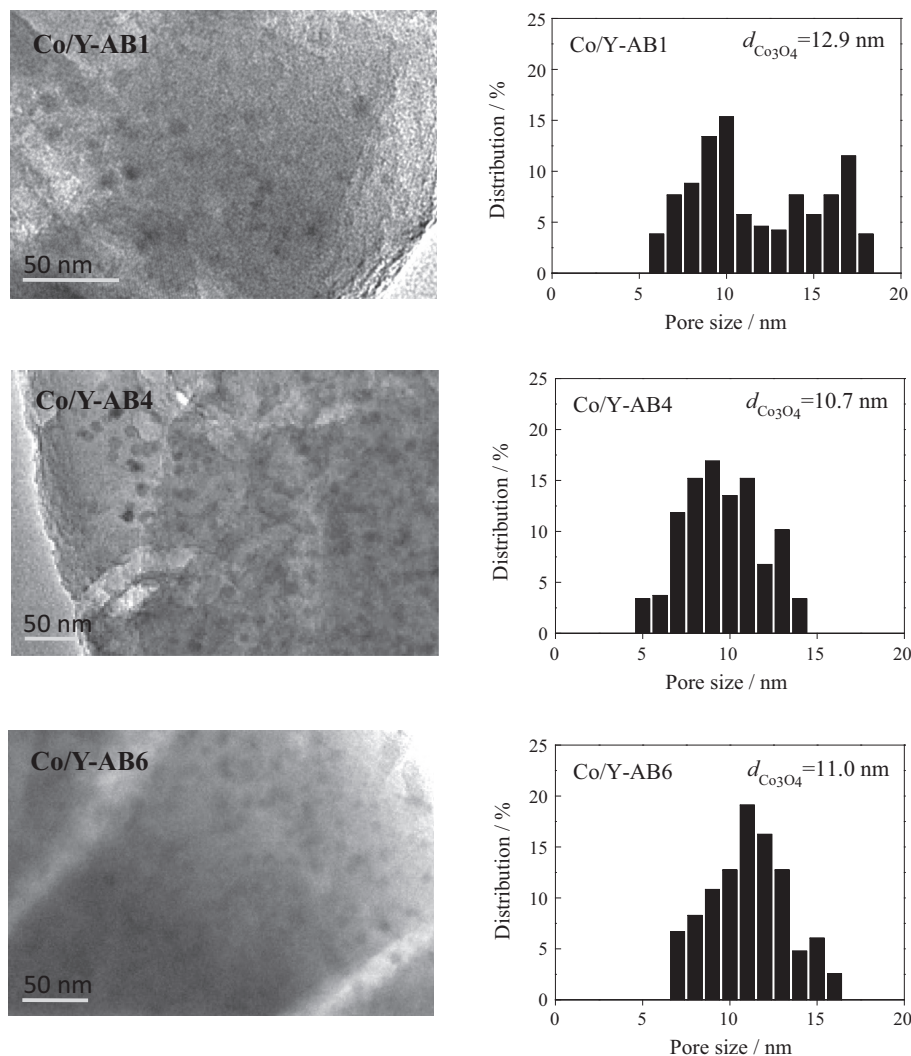 Co/Y-AB1
50 nm
Co/Y-AB1
d Co3O4=12.9 nm
Distribution / %
25
20
15
10
5
0
0 5 10 15 20
Pore size / nm
Co/Y-AB4
50 nm
Co/Y-AB4
d Co3O4=10.7 nm
Distribution / %
25
20
15
10
5
0
0 5 10 15 20
Pore size / nm
Co/Y-AB6
50 nm
Co/Y-AB6
d Co3O4=11.0 nm
Distribution / %
25
20
15
10
5
0
0 5 10 15 20
Pore size / nm